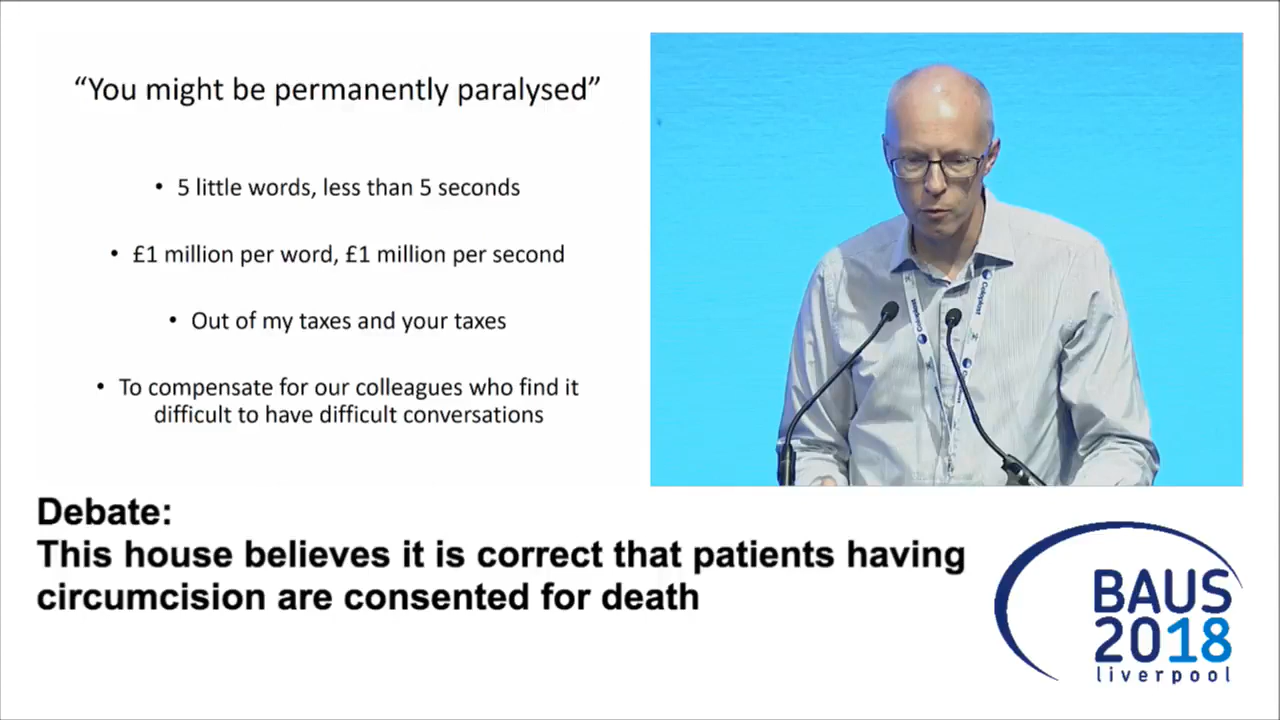 “You might be permanently paralysed”
• 5 little words, less than 5 seconds
• £1 million per word, £1 million per second
• Out of my taxes and your taxes
• To compensate for our colleagues who find it
difficult to have difficult conversations
Coloplast
Coloplast
Debate:
This house believes it is correct that patients having
circumcision are consented for death
BAUS
2018
liverpool